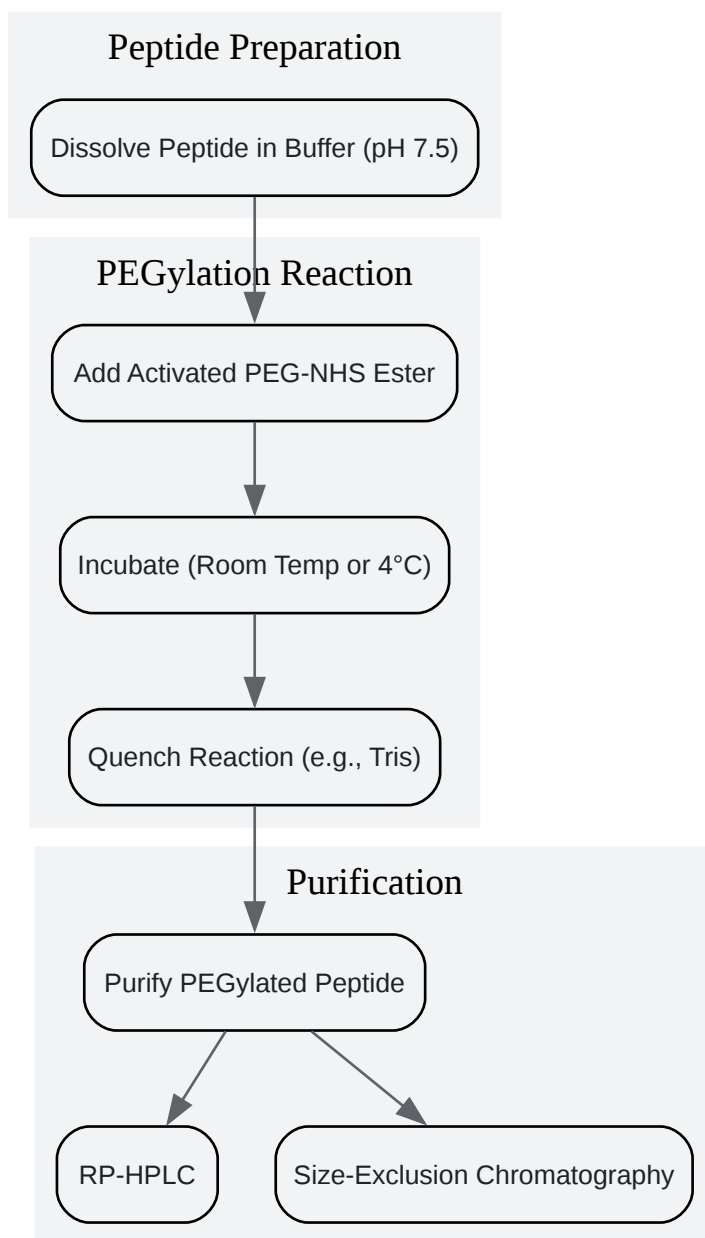 Peptide Preparation
Dissolve Peptide in Buffer (pH 7.5)
PEGylation Reaction
Add Activated PEG-NHS Ester
Incubate (Room Temp or 4°C)
Quench Reaction (e.g., Tris)
Purification
Purify PEGylated Peptide
RP-HPLC
Size-Exclusion Chromatography